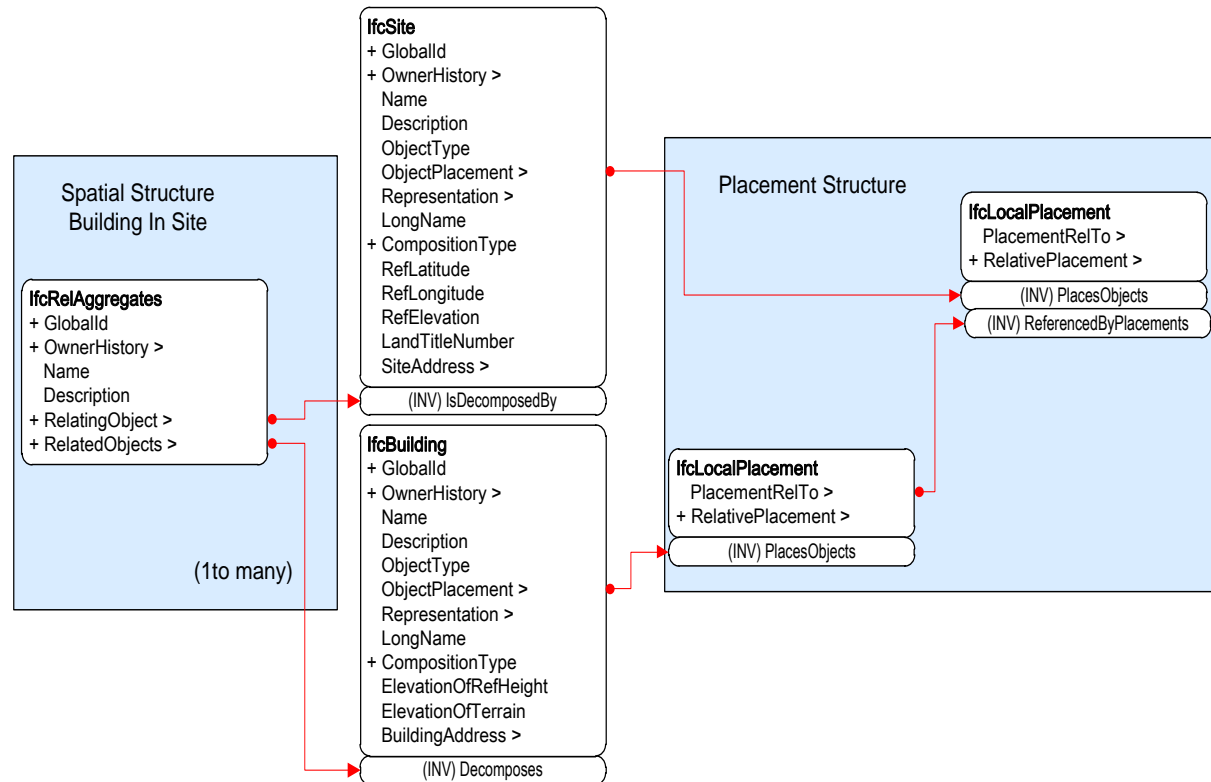 Spatial Structure
Building In Site
IfcRelAggregates
+ GlobalId
+ OwnerHistory >
Name
Description
+ RelatingObject >
+ RelatedObjects >
(1to many)
IfcSite
+ GlobalId
+ OwnerHistory >
Name
Description
ObjectType
ObjectPlacement >
Representation >
LongName
+ CompositionType
RefLatitude
RefLongitude
RefElevation
LandTitleNumber
SiteAddress >
(INV) IsDecomposedBy
IfcBuilding
+ GlobalId
+ OwnerHistory >
Name
Description
ObjectType
ObjectPlacement >
Representation >
LongName
+ CompositionType
ElevationOfRefHeight
ElevationOfTerrain
BuildingAddress >
(INV) Decomposes
Placement Structure
IfcLocalPlacement
PlacementRelTo >
+ RelativePlacement >
(INV) PlacesObjects
(INV) ReferencedByPlacements
IfcLocalPlacement
PlacementRelTo >
+ RelativePlacement >
(INV) PlacesObjects